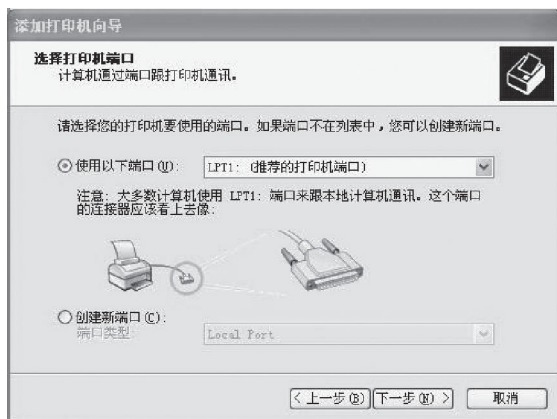 添加打印机向导
选择打印机端口
计算机通过端口跟打印机通讯。
请选择您的打印机要使用的端口。如果端口不在列表中，您可以创建新端口。
使用以下端口(U): LPT1: (推荐的打印机端口)
注意: 大多数计算机使用 LPT1: 端口来跟本地计算机通讯。这个端口
的连接器应该看上去像:
创建新端口(C):
端口类型: Local Port
< 上一步(B) 下一步(N) > 取消